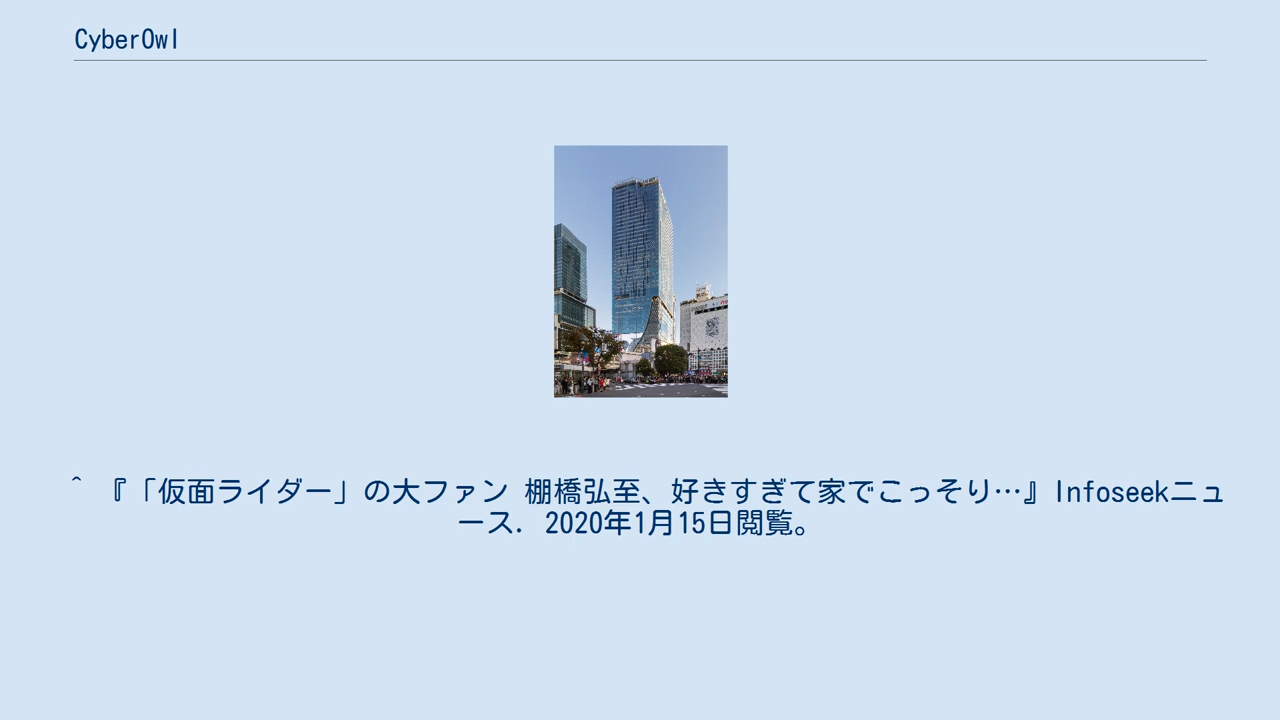 CyberOwl
^ 『「仮面ライダー」の大ファン 棚橋弘至、好きすぎて家でこっそり…』Infoseekニュ
ース. 2020年1月15日閲覧。